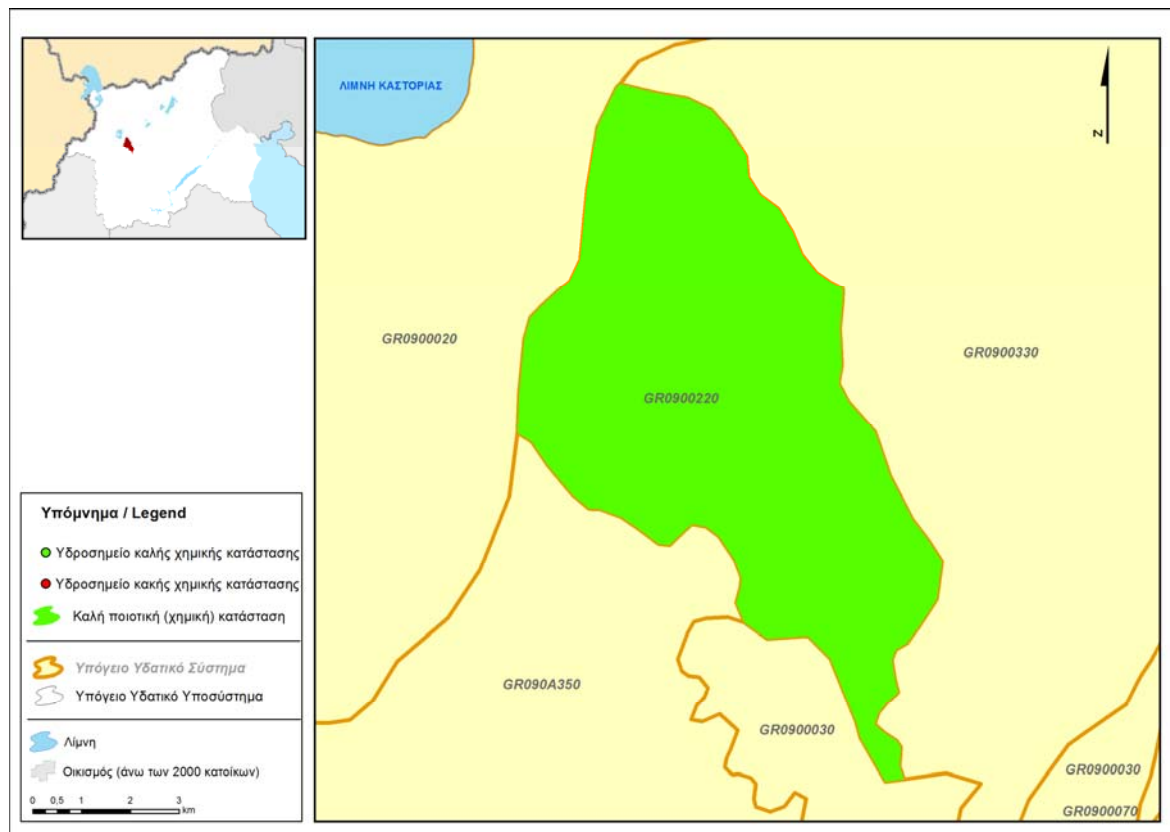 ΛΙΜΝΗ ΚΑΣΤΟΡΙΑΣ
N
GR0900020
GR0900330
GR0900220
GR090A350
GR0900030
GR0900030
GR0900070
Υπόμνημα / Legend
Υδροσημείο καλής χημικής κατάστασης
Υδροσημείο κακής χημικής κατάστασης
Καλή ποιοτική (χημική) κατάσταση
Υπόγειο Υδατικό Σύστημα
Υπόγειο Υδατικό Υποσύστημα
Λίμνη
Οικισμός (άνω των 2000 κατοίκων)
0 0,5 1 2 3
km